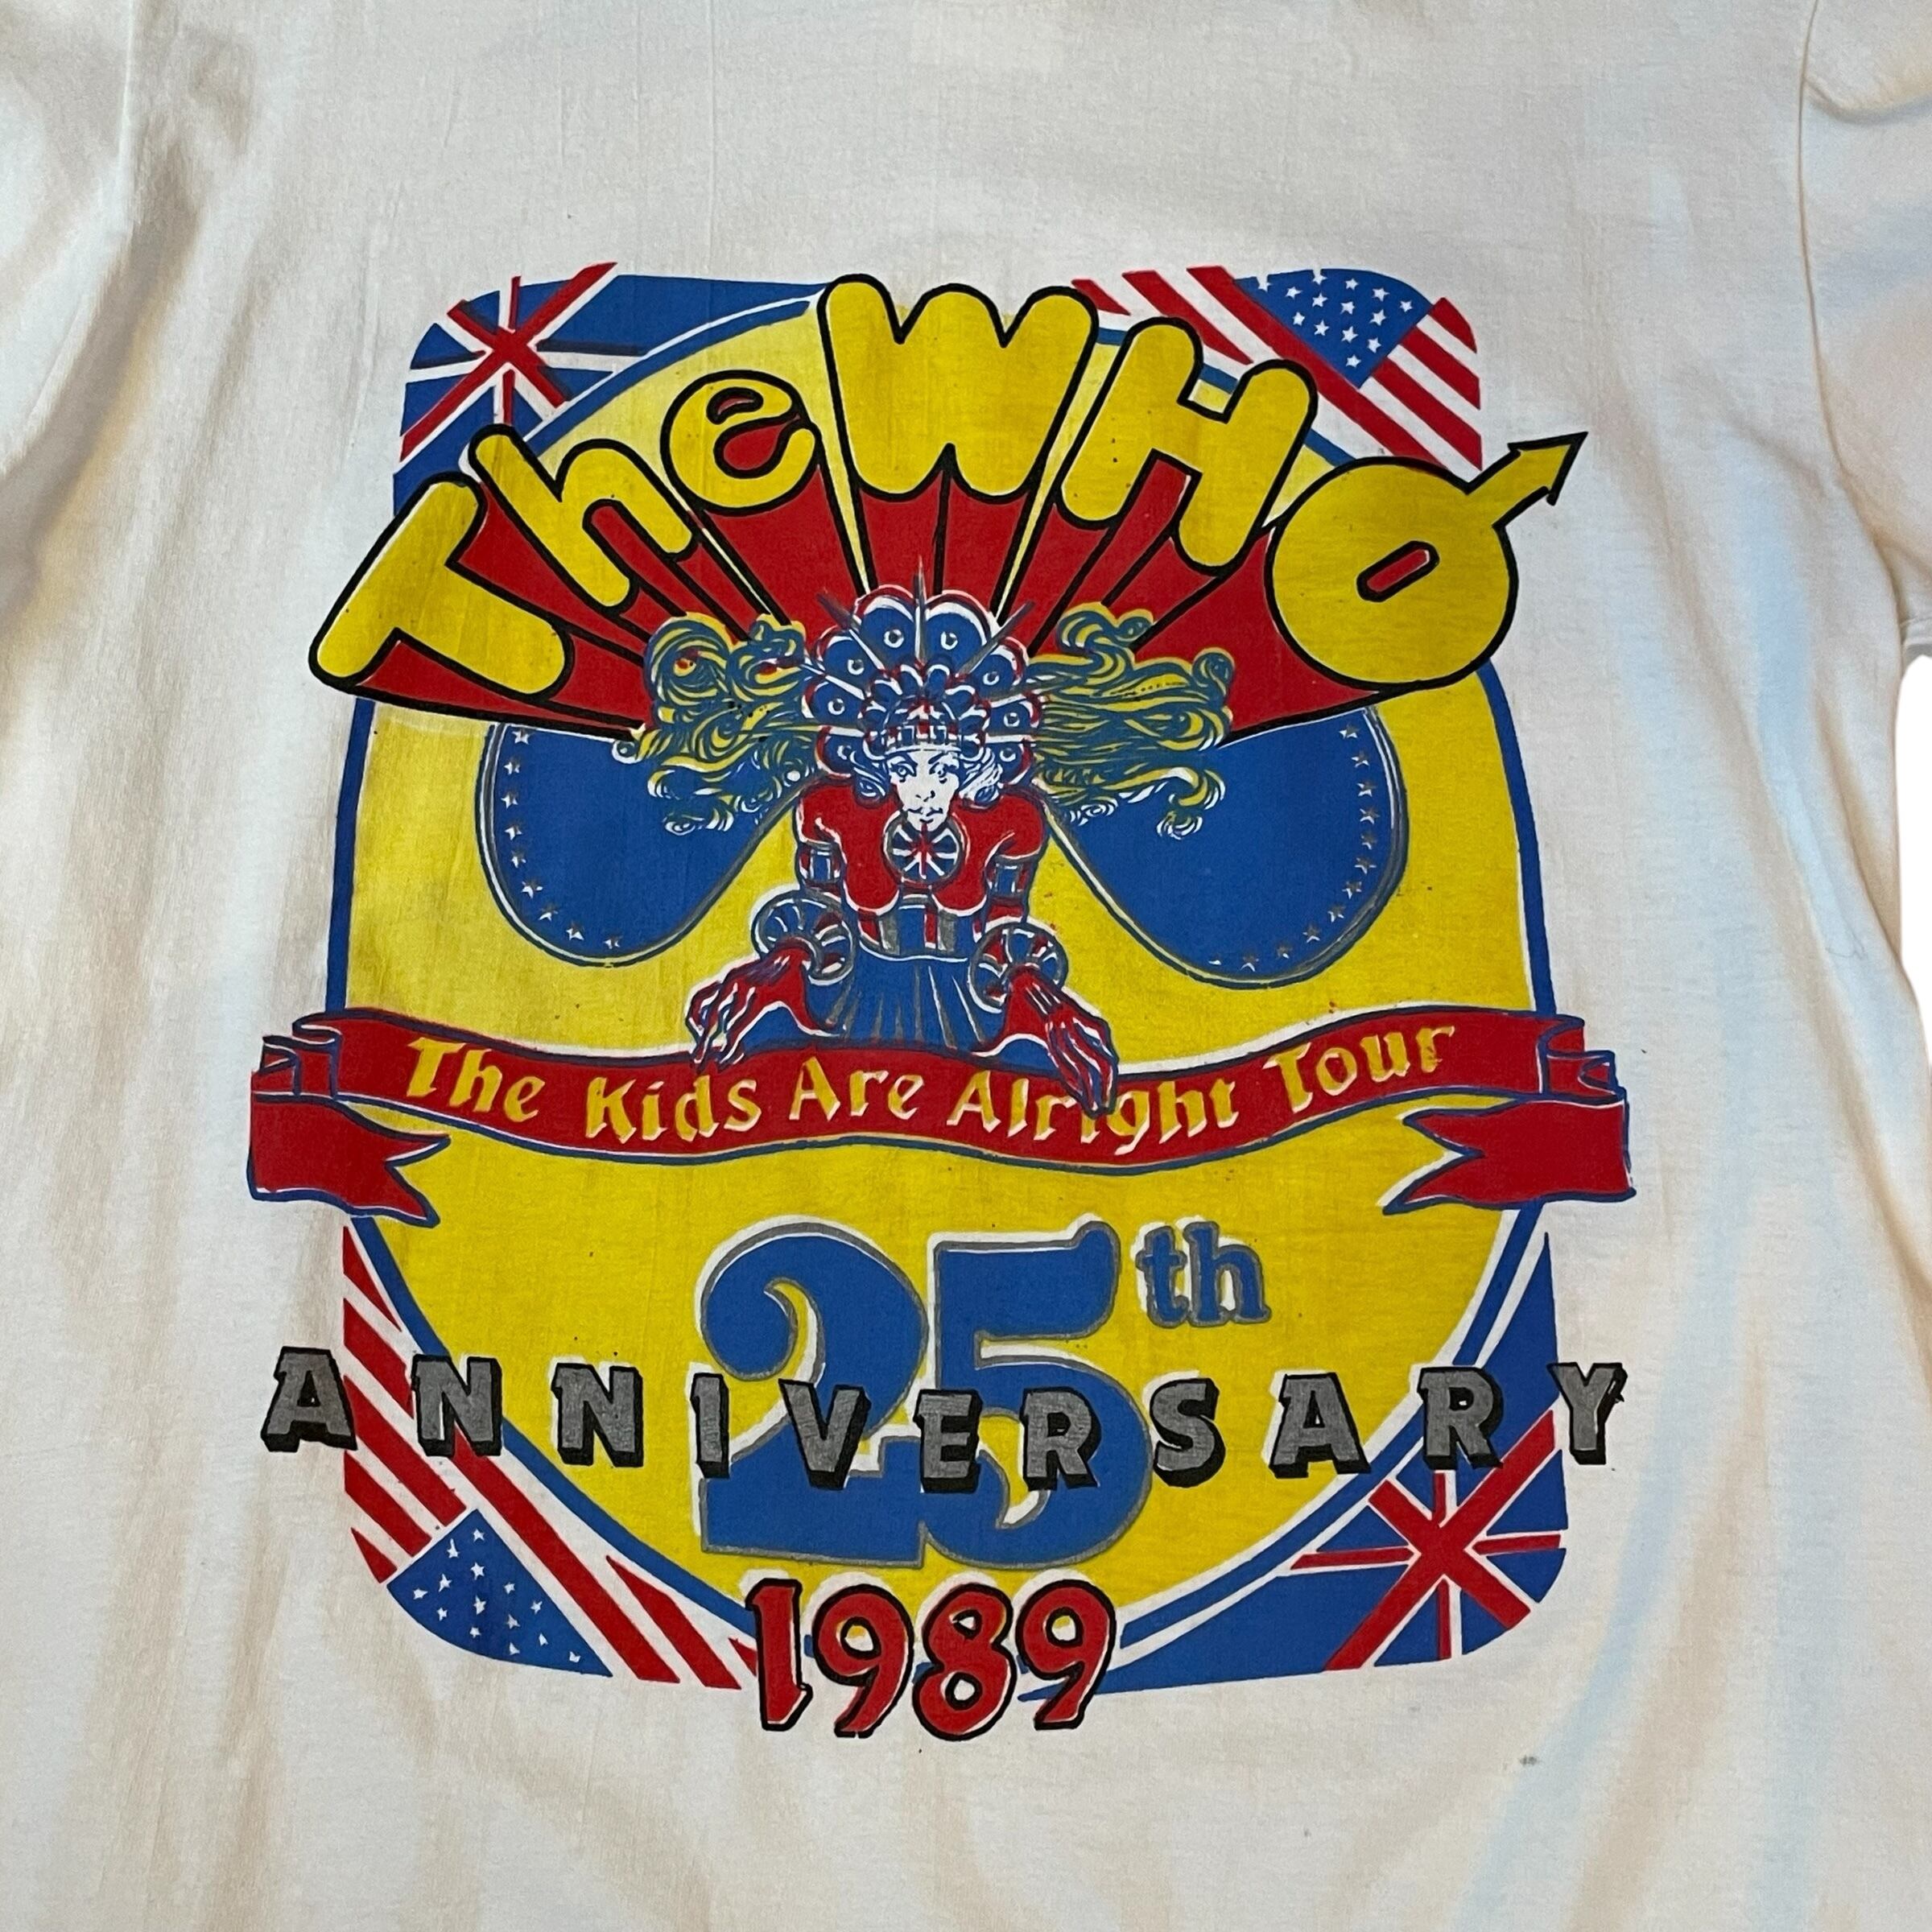 The WHO
The Kids Are Alright Tour
25th
ANNIVERSARY
1989